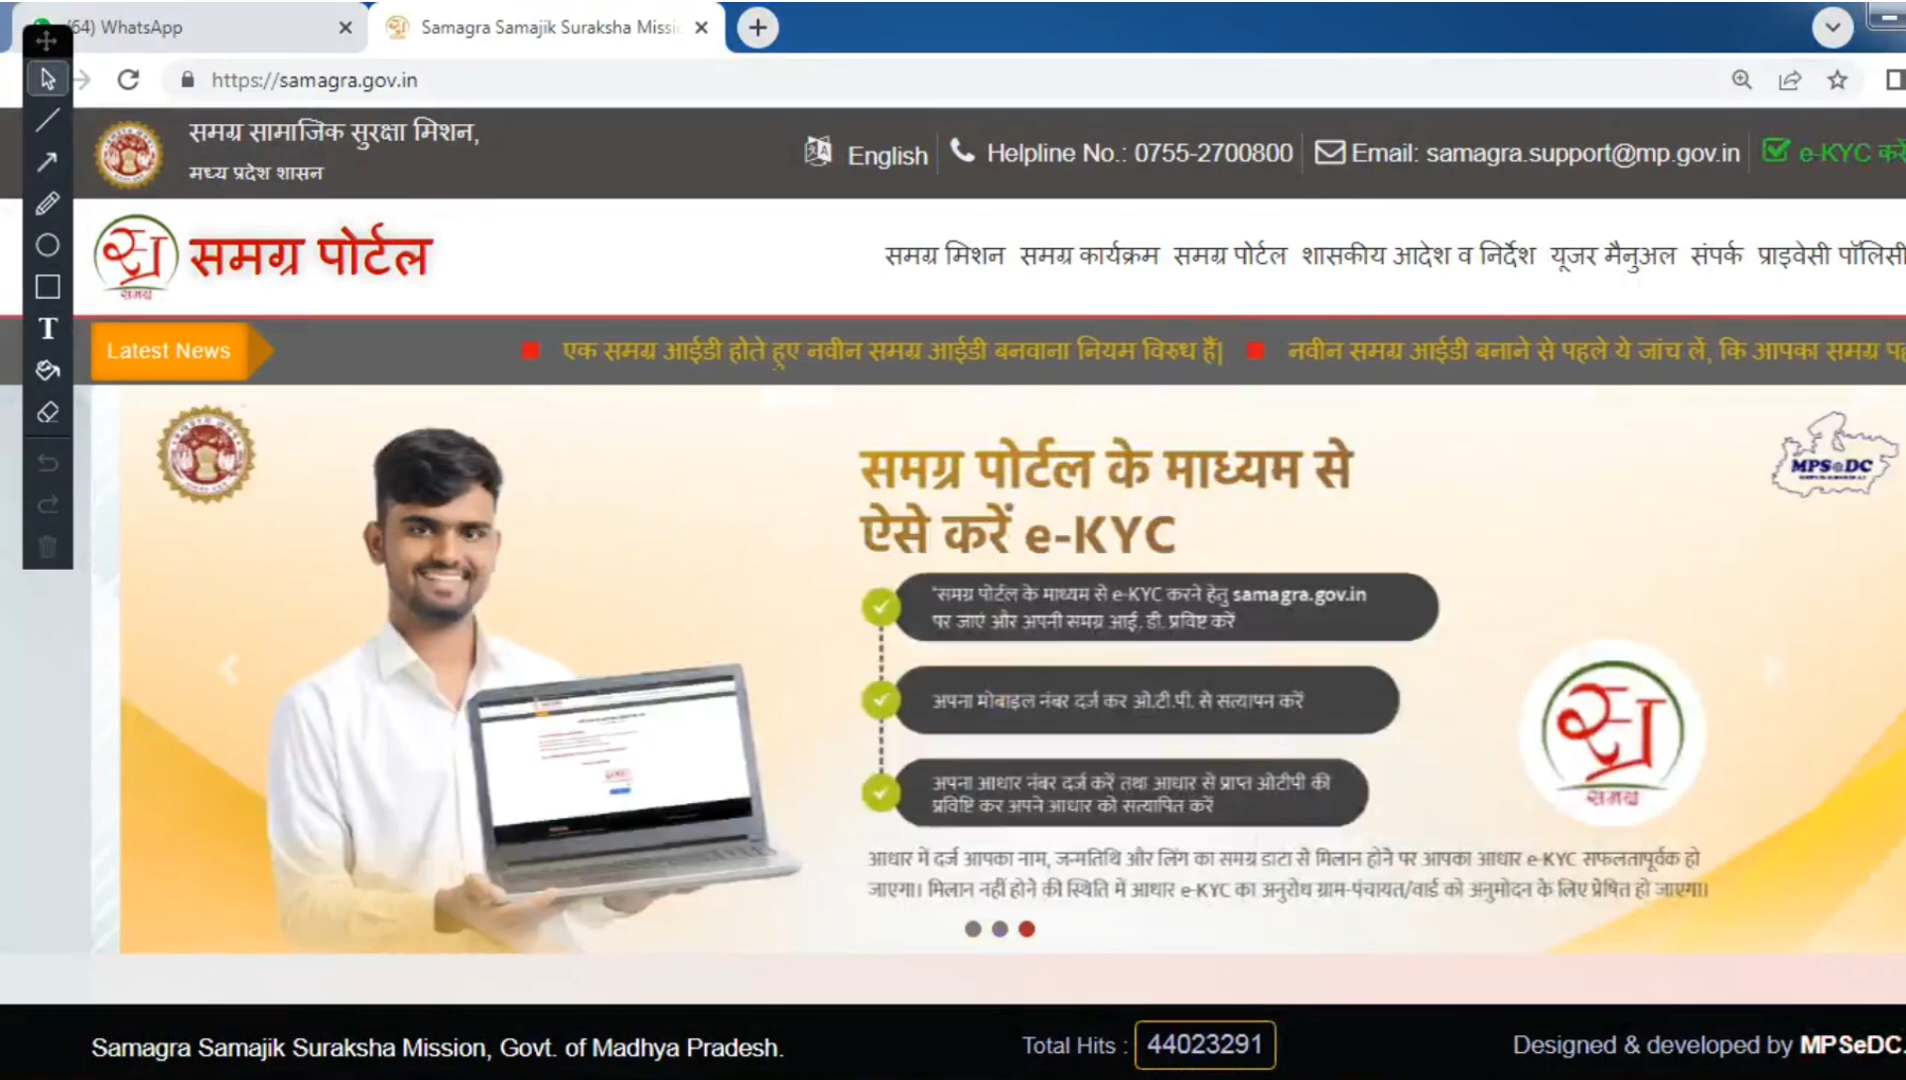 (64) WhatsApp
Samagra Samajik Suraksha Missi
https://samagra.gov.in
समग्र सामाजिक सुरक्षा मिशन,
मध्य प्रदेश शासन
English
Helpline No.: 0755-2700800
Email: samagra.support@mp.gov.in
e-KYC करें
समग्र
समग्र पोर्टल
समग्र मिशन समग्र कार्यक्रम समग्र पोर्टल शासकीय आदेश व निर्देश यूजर मैनुअल संपर्क प्राइवेसी पॉलिसी
T
Latest News
एक समग्र आईडी होते हुए नवीन समग्र आईडी बनवाना नियम विरुध हैं|
नवीन समग्र आईडी बनाने से पहले ये जांच लें, कि आपका समग्र
समग्र पोर्टल के माध्यम से
ऐसे करें e-KYC
MPSeDC
"समग्र पोर्टल के माध्यम से e-KYC करने हेतु samagra.gov.in
पर जाएं और अपनी समग्र आई. डी. प्रविष्ट करें
अपना मोबाइल नंबर दर्ज कर ओ.टी.पी. से सत्यापन करें
अपना आधार नंबर दर्ज करें तथा आधार से प्राप्त ओटीपी की
प्रविष्टि कर अपने आधार को सत्यापित करें
समग्र
आधार में दर्ज आपका नाम, जन्मतिथि और लिंग का समग्र डाटा से मिलान होने पर आपका आधार e-KYC सफलतापूर्वक हो
जाएगा। मिलान नहीं होने की स्थिति में आधार e-KYC का अनुरोध ग्राम-पंचायत/वार्ड को अनुमोदन के लिए प्रेषित हो जाएगा।
Samagra Samajik Suraksha Mission, Govt. of Madhya Pradesh.
Total Hits : 44023291
Designed & developed by MPSeDC.